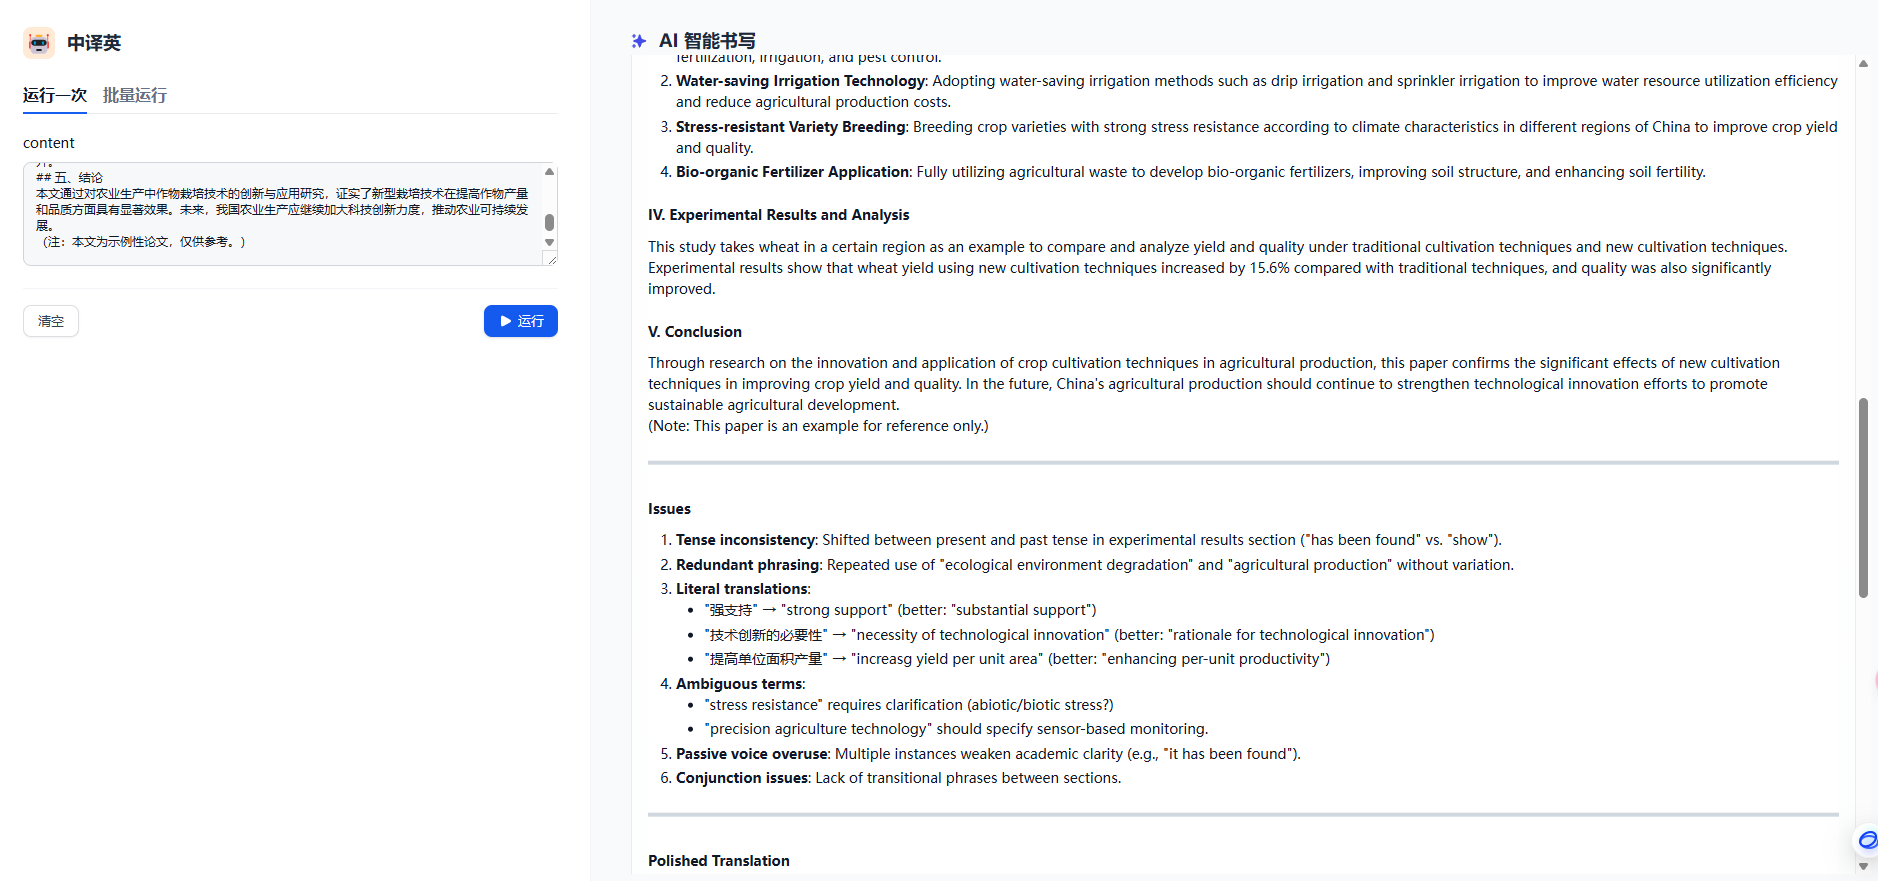 中译英
运行一次 批量运行
content
升。
## 五、结论
本文通过对农业生产中作物栽培技术的创新与应用研究，证实了新型栽培技术在提高作物产量
和品质方面具有显著效果。未来，我国农业生产应继续加大科技创新力度，推动农业可持续发
展。
（注：本文为示例性论文，仅供参考。）
清空
运行
AI 智能书写
fertilization, irrigation, and pest control.
2. Water-saving Irrigation Technology: Adopting water-saving irrigation methods such as drip irrigation and sprinkler irrigation to improve water resource utilization efficiency
and reduce agricultural production costs.
3. Stress-resistant Variety Breeding: Breeding crop varieties with strong stress resistance according to climate characteristics in different regions of China to improve crop yield
and quality.
4. Bio-organic Fertilizer Application: Fully utilizing agricultural waste to develop bio-organic fertilizers, improving soil structure, and enhancing soil fertility.
IV. Experimental Results and Analysis
This study takes wheat in a certain region as an example to compare and analyze yield and quality under traditional cultivation techniques and new cultivation techniques.
Experimental results show that wheat yield using new cultivation techniques increased by 15.6% compared with traditional techniques, and quality was also significantly
improved.
V. Conclusion
Through research on the innovation and application of crop cultivation techniques in agricultural production, this paper confirms the significant effects of new cultivation
techniques in improving crop yield and quality. In the future, China's agricultural production should continue to strengthen technological innovation efforts to promote
sustainable agricultural development.
(Note: This paper is an example for reference only.)
Issues
1. Tense inconsistency: Shifted between present and past tense in experimental results section ("has been found" vs. "show").
2. Redundant phrasing: Repeated use of "ecological environment degradation" and "agricultural production" without variation.
3. Literal translations:
• "强支持" → "strong support" (better: "substantial support")
• "技术创新的必要性" → "necessity of technological innovation" (better: "rationale for technological innovation")
• "提高单位面积产量" → "increasg yield per unit area" (better: "enhancing per-unit productivity")
4. Ambiguous terms:
• "stress resistance" requires clarification (abiotic/biotic stress?)
• "precision agriculture technology" should specify sensor-based monitoring.
5. Passive voice overuse: Multiple instances weaken academic clarity (e.g., "it has been found").
6. Conjunction issues: Lack of transitional phrases between sections.
Polished Translation